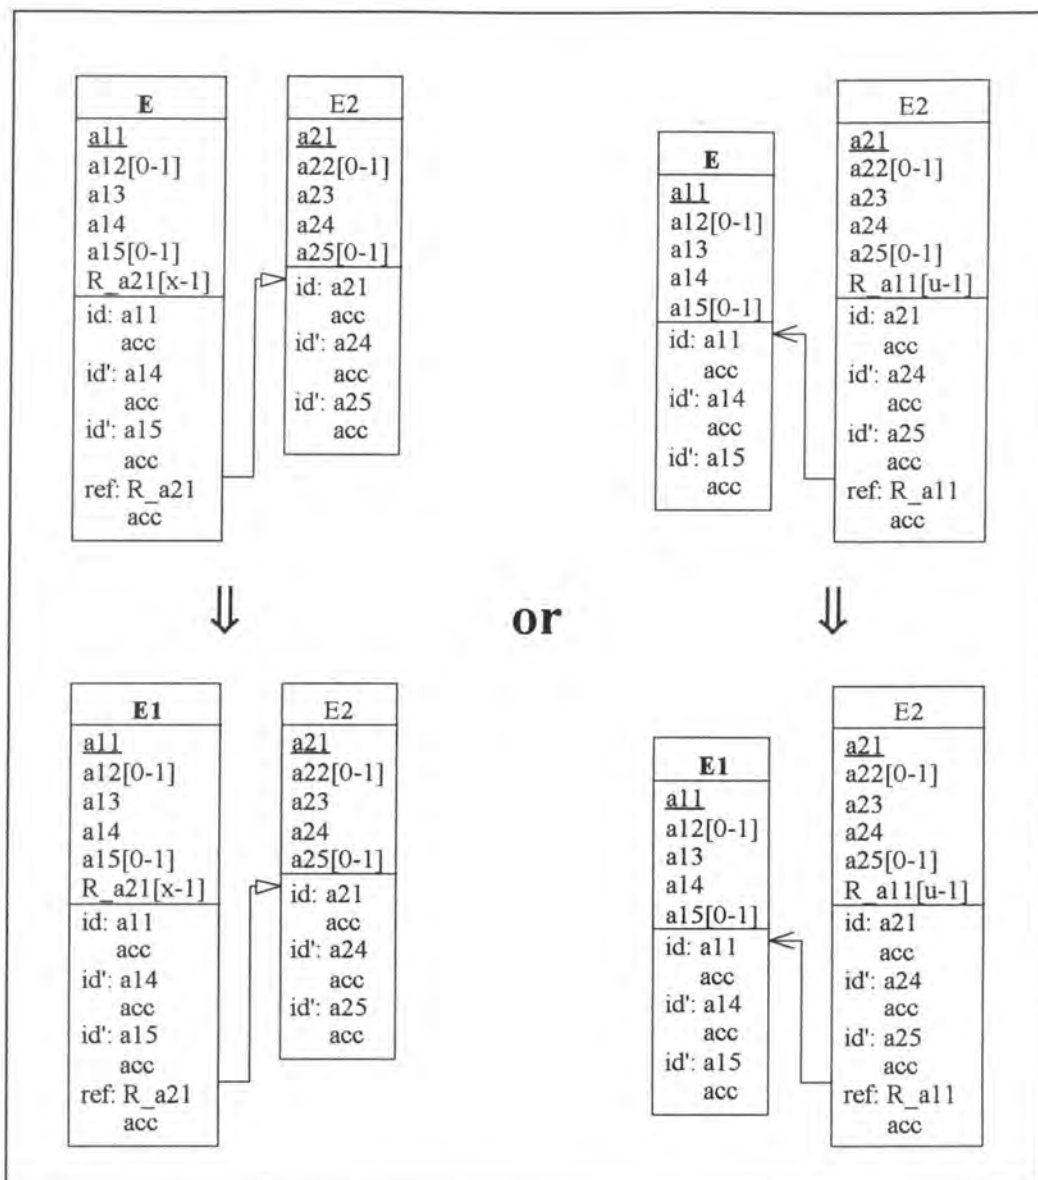 E
a11
a12[0-1]
a13
a14
a15[0-1]
R_a21[x-1]
id: a11
acc
id': a14
acc
id': a15
acc
ref: R_a21
acc
E2
a21
a22[0-1]
a23
a24
a25[0-1]
id: a21
acc
id': a24
acc
id': a25
acc
E
a11
a12[0-1]
a13
a14
a15[0-1]
id: a11
acc
id': a14
acc
id': a15
acc
E2
a21
a22[0-1]
a23
a24
a25[0-1]
R_a11[u-1]
id: a21
acc
id': a24
acc
id': a25
acc
ref: R_a11
acc
⇓ or ⇓
E1
a11
a12[0-1]
a13
a14
a15[0-1]
R_a21[x-1]
id: a11
acc
id': a14
acc
id': a15
acc
ref: R_a21
acc
E2
a21
a22[0-1]
a23
a24
a25[0-1]
id: a21
acc
id': a24
acc
id': a25
acc
E1
a11
a12[0-1]
a13
a14
a15[0-1]
id: a11
acc
id': a14
acc
id': a15
acc
E2
a21
a22[0-1]
a23
a24
a25[0-1]
R_a11[u-1]
id: a21
acc
id': a24
acc
id': a25
acc
ref: R_a11
acc